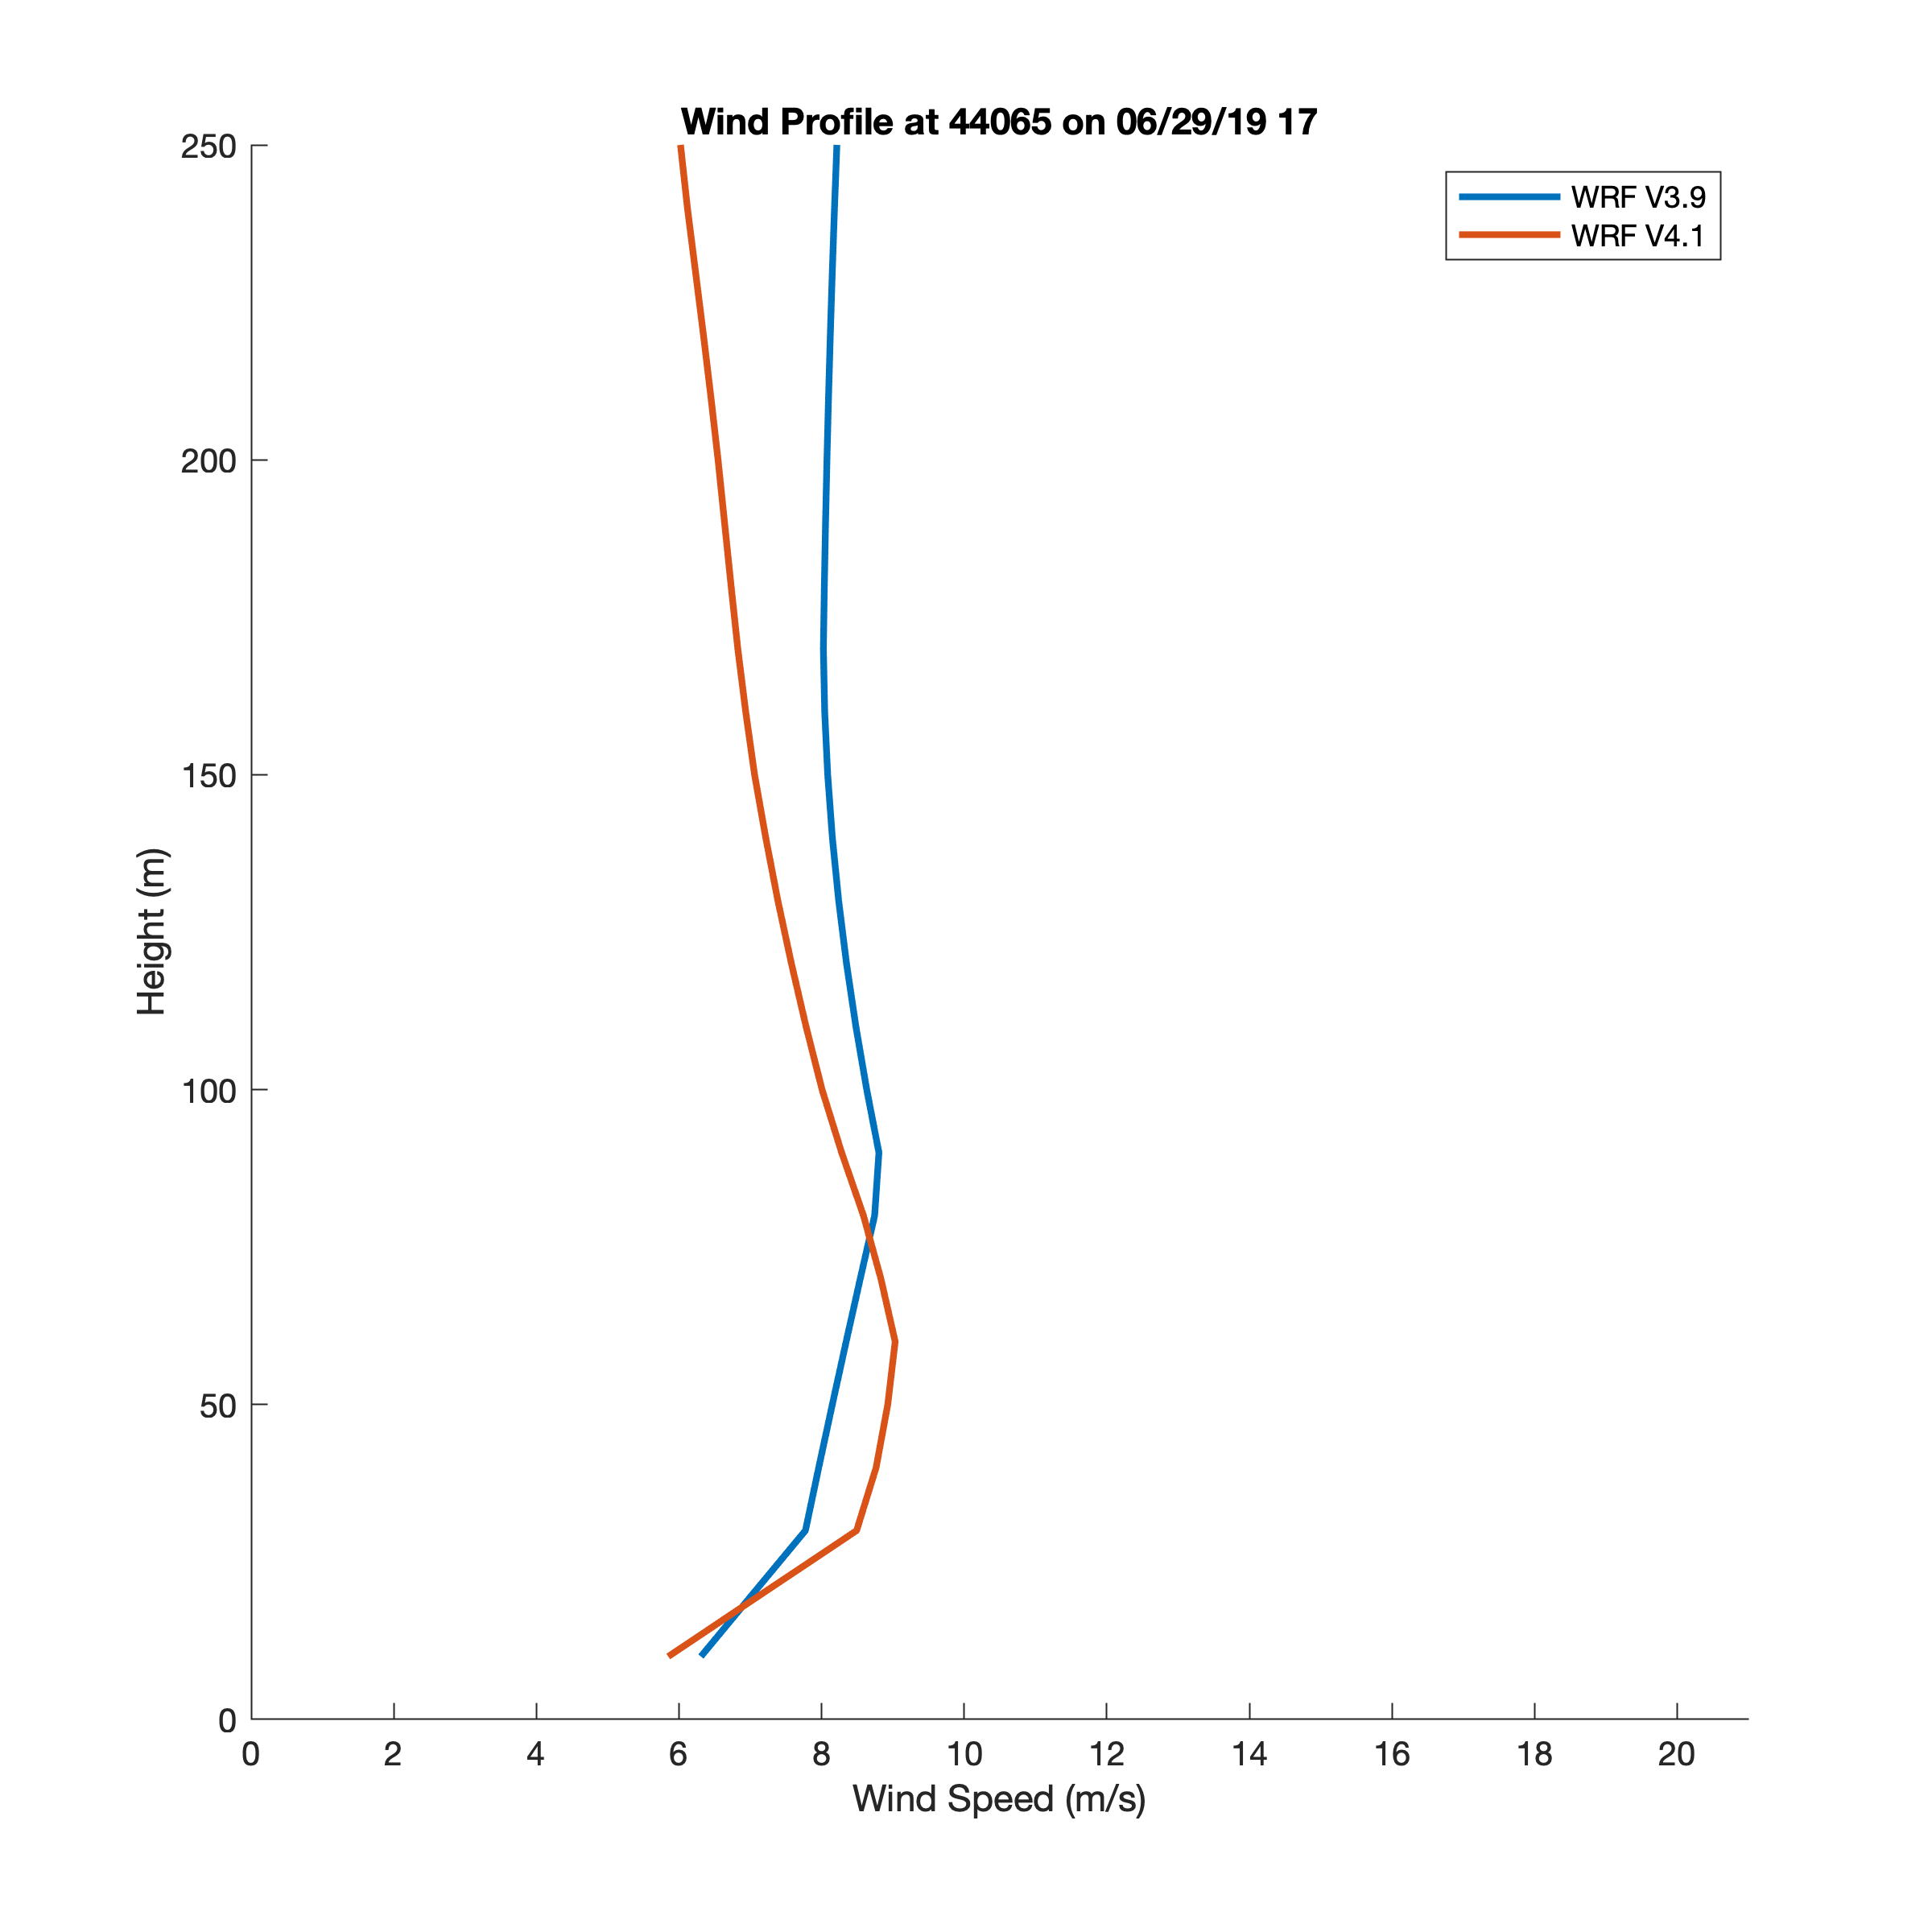 Wind Profile at 44065 on 06/29/19 17
WRF V3.9
WRF V4.1
250
200
150
100
50
0
Height (m)
0 2 4 6 8 10 12 14 16 18 20
Wind Speed (m/s)